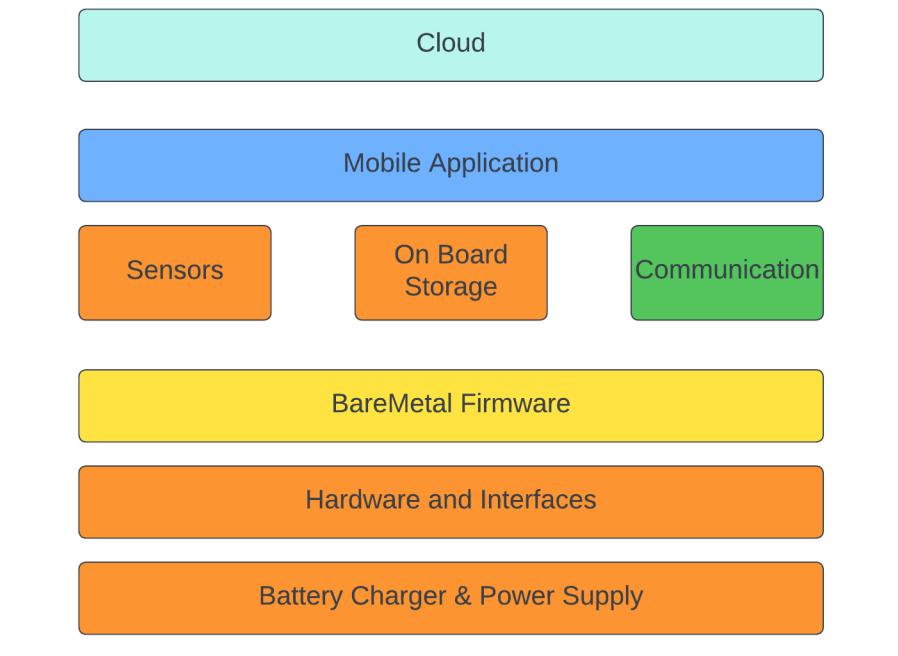 Cloud
Mobile Application
Sensors
On Board
Storage
Communication
BareMetal Firmware
Hardware and Interfaces
Battery Charger & Power Supply